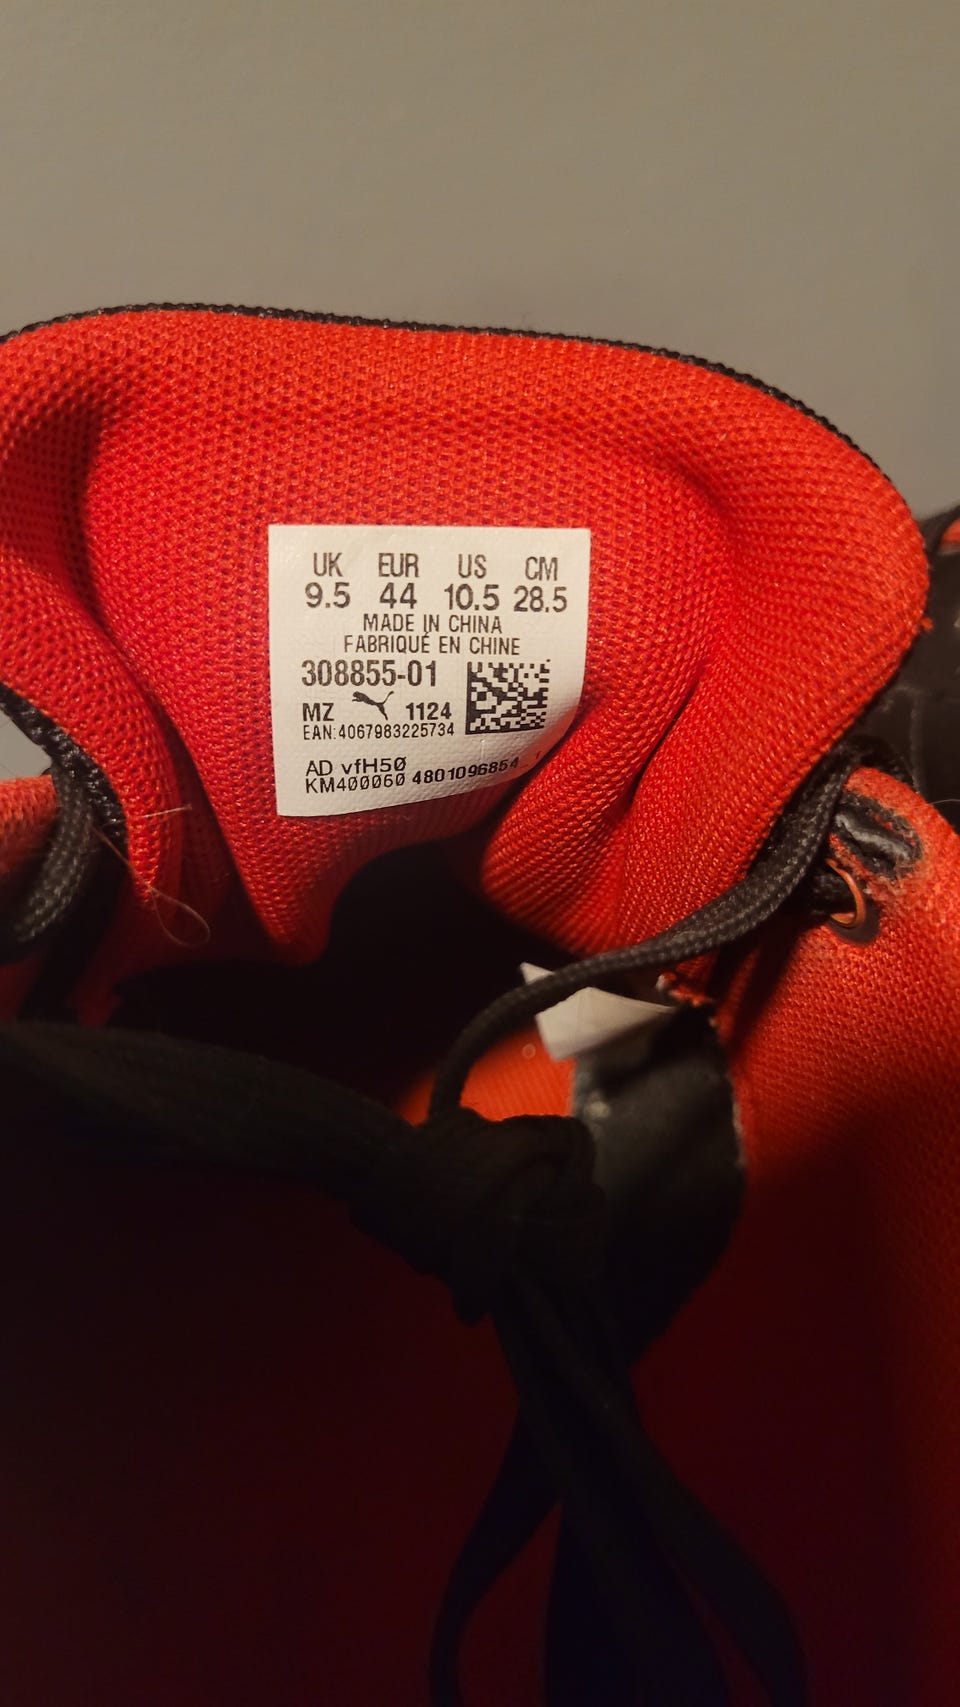 UK EUR US CM
9.5 44 10.5 28.5
MADE IN CHINA
FABRIQUÉ EN CHINE
308855-01
MZ 1124
EAN:4067983225734
AD vfH50
KM400060 4801096854_1